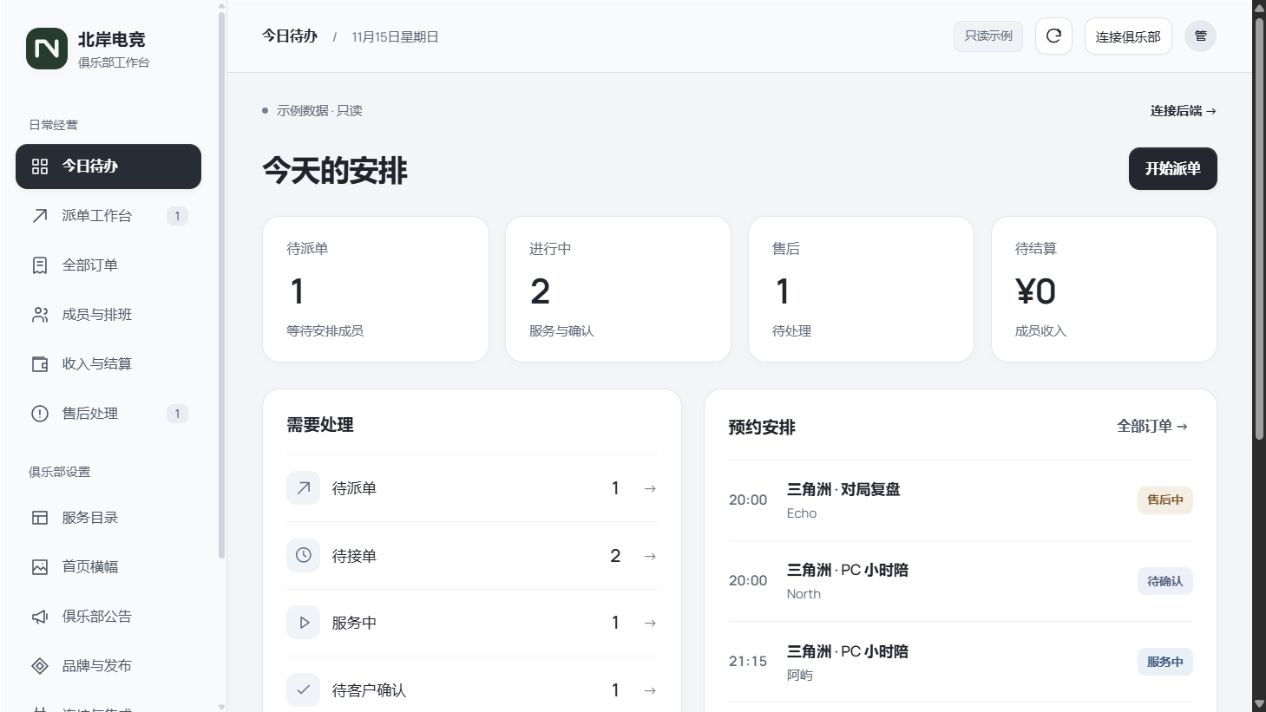 北岸电竞
俱乐部工作台
日常经营
今日待办
派单工作台 1
全部订单
成员与排班
收入与结算
售后处理 1
俱乐部设置
服务目录
首页横幅
俱乐部公告
品牌与发布
今日待办 / 11月15日星期日
只读示例
连接俱乐部
管
示例数据 · 只读
连接后端 →
今天的安排
开始派单
待派单
1
等待安排成员
进行中
2
服务与确认
售后
1
待处理
待结算
¥0
成员收入
需要处理
待派单 1 →
待接单 2 →
服务中 1 →
待客户确认 1 →
预约安排
全部订单 →
20:00 三角洲 · 对局复盘
Echo
售后中
20:00 三角洲 · PC 小时陪
North
待确认
21:15 三角洲 · PC 小时陪
阿屿
服务中